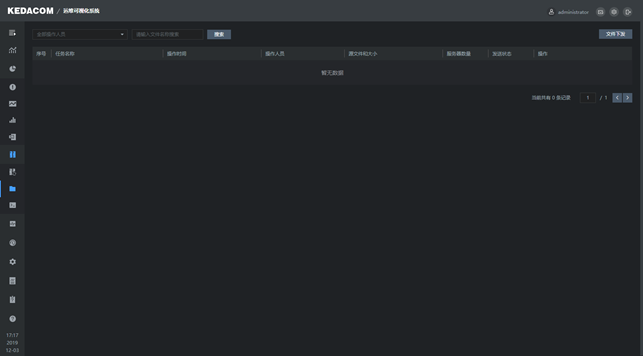 KEDACOM / 运维可视化系统
administrator
全部操作人员
请输入文件名称搜索
搜索
文件下发
序号 任务名称 操作时间 操作人员 源文件和大小 服务器数量 发送状态 操作
暂无数据
当前共有 0 条记录 1 / 1
17:17
2019
12-03